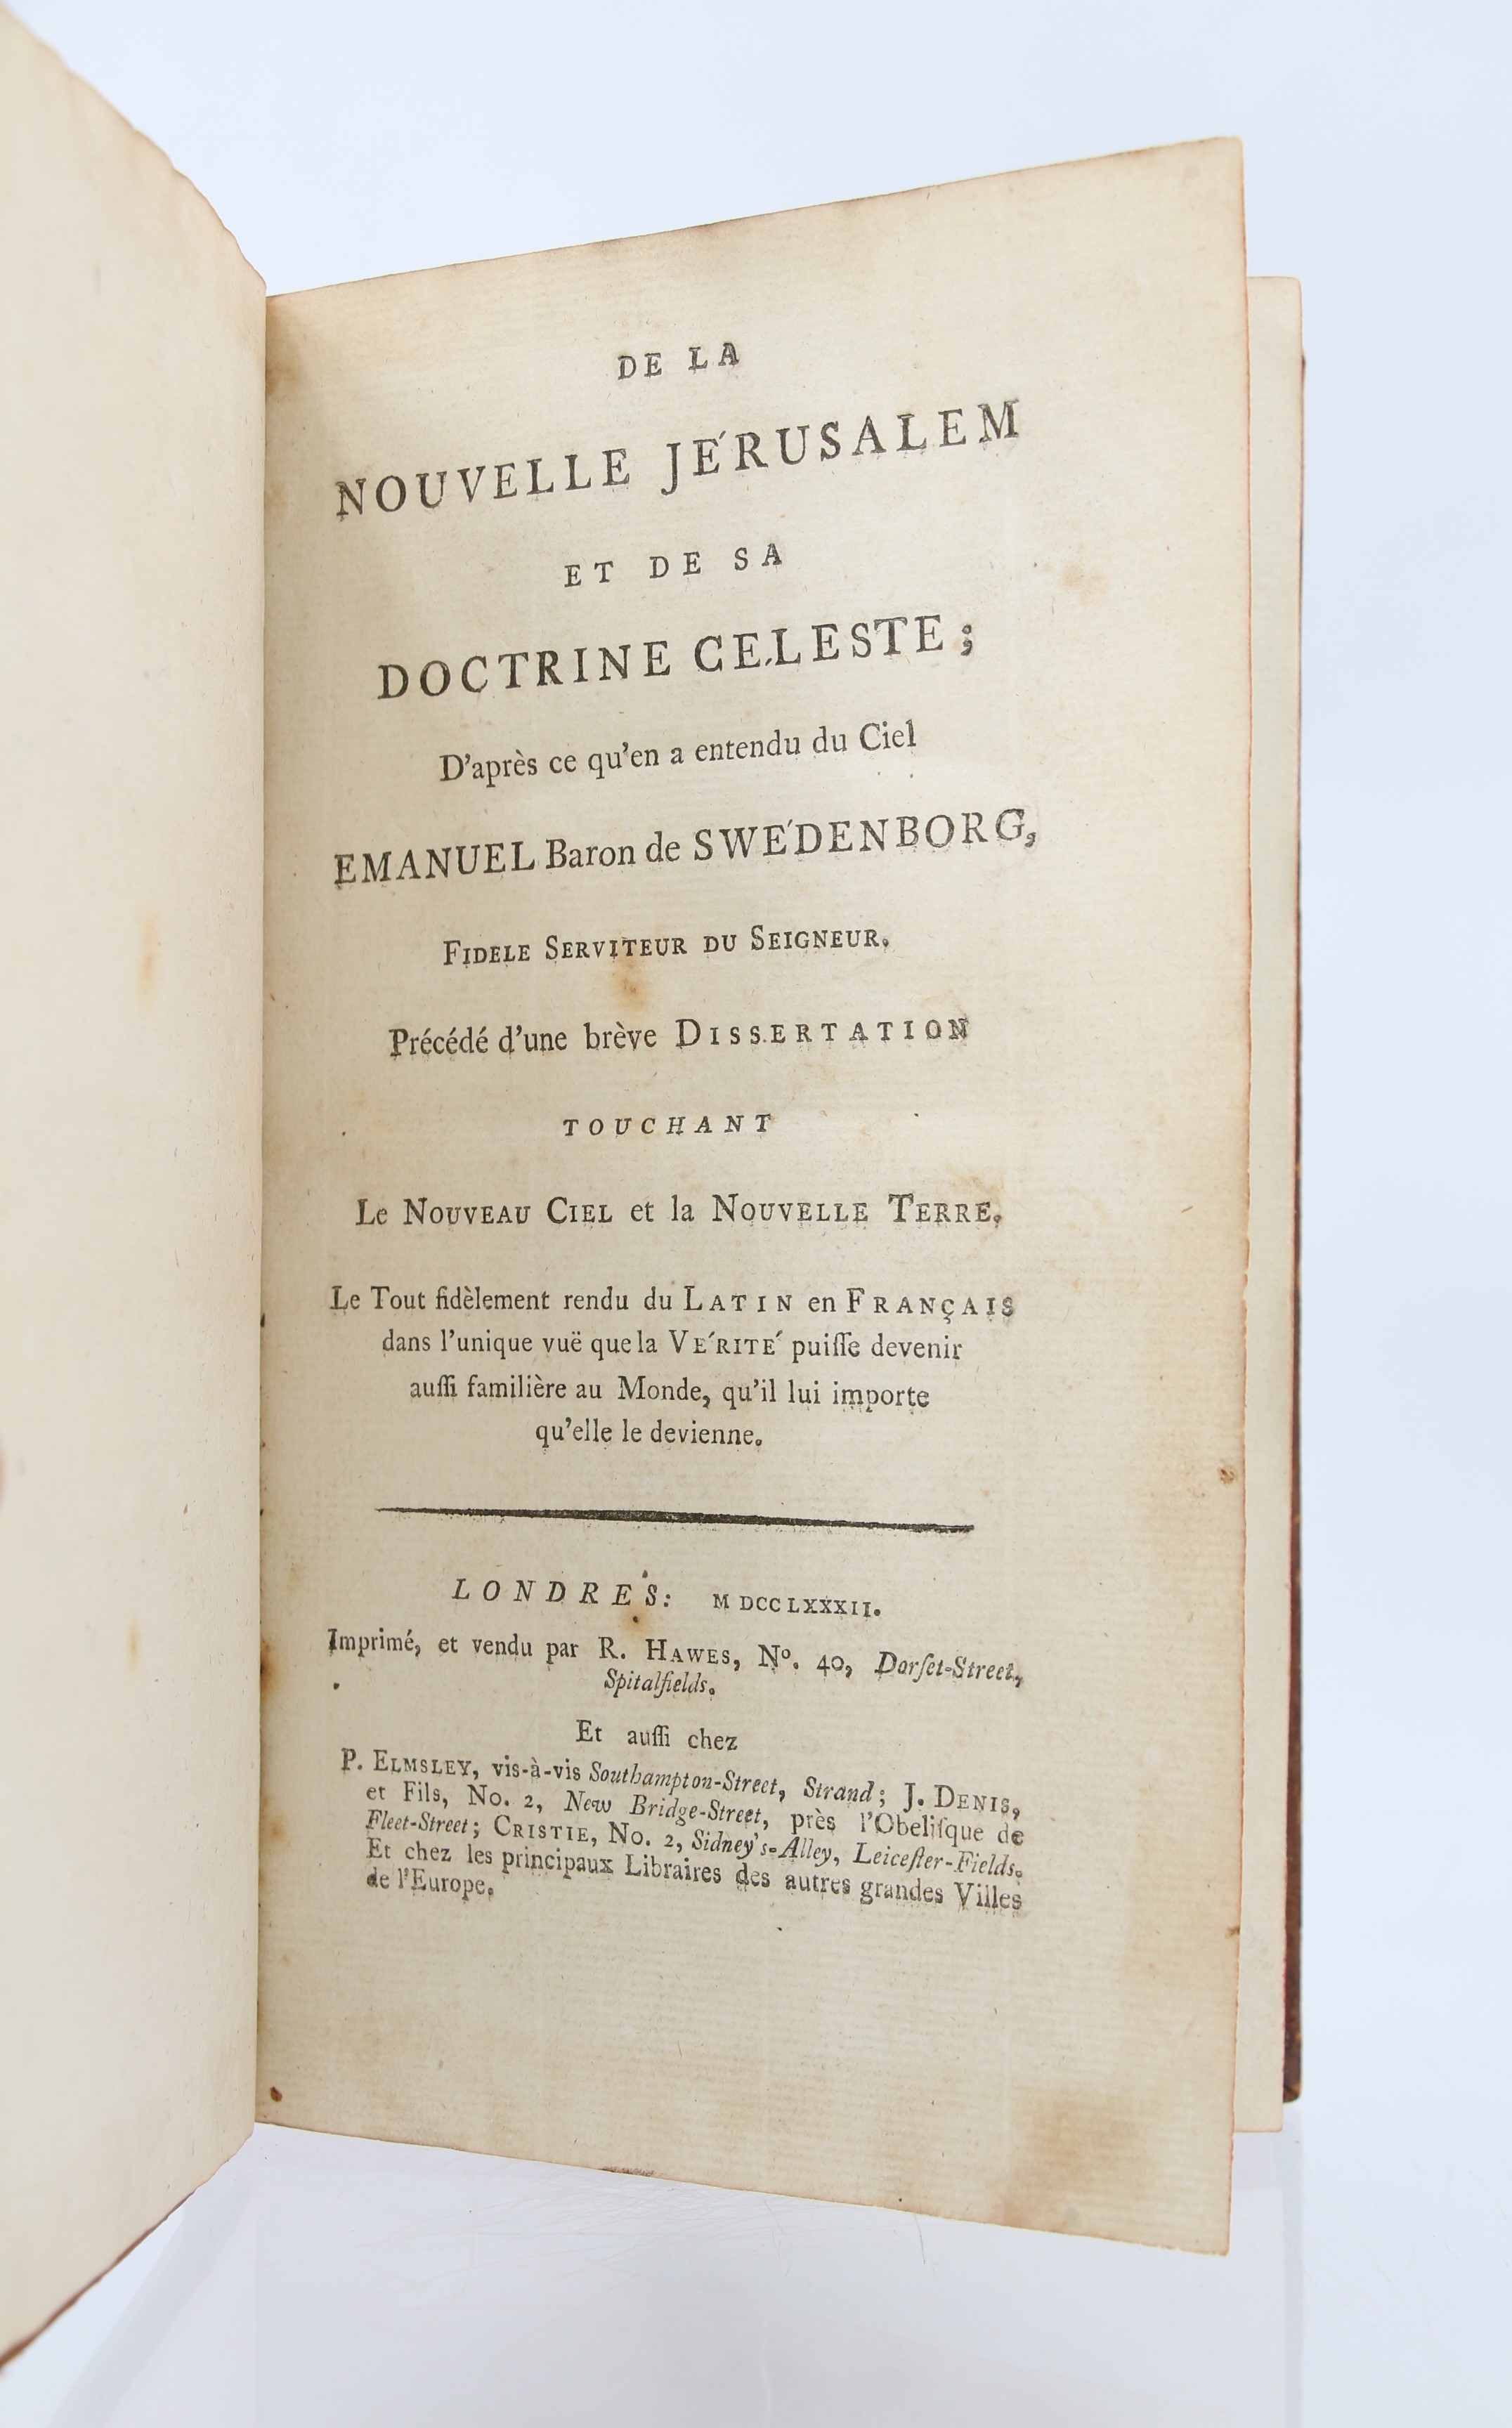 DE LA
NOUVELLE JÉRUSALEM
ET DE SA
DOCTRINE CELESTE;
D'après ce qu'en a entendu du Ciel
EMANUEL Baron de SWÉDENBORG,
FIDELE SERVITEUR DU SEIGNEUR.
Précédé d'une brève DISSERTATION
TOUCHANT
Le NOUVEAU CIEL et la NOUVELLE TERRE.
Le Tout fidèlement rendu du LATIN en FRANÇAIS
dans l'unique vuë que la VÉRITÉ puiſſe devenir
auſſi familière au Monde, qu'il lui importe
qu'elle le devienne.
LONDRES: MDCCLXXXII.
Imprimé, et vendu par R. HAWES, Nº. 40, Dorſet-Street,
Spitalfields.
Et auſſi chez
P. ELMSLEY, vis-à-vis Southampton-Street, Strand; J. DENIS,
et Fils, No. 2, New Bridge-Street, près l'Obeliſque de
Fleet-Street; CRISTIE, No. 2, Sidney's-Alley, Leiceſter-Fields.
Et chez les principaux Libraires des autres grandes Villes
de l'Europe.